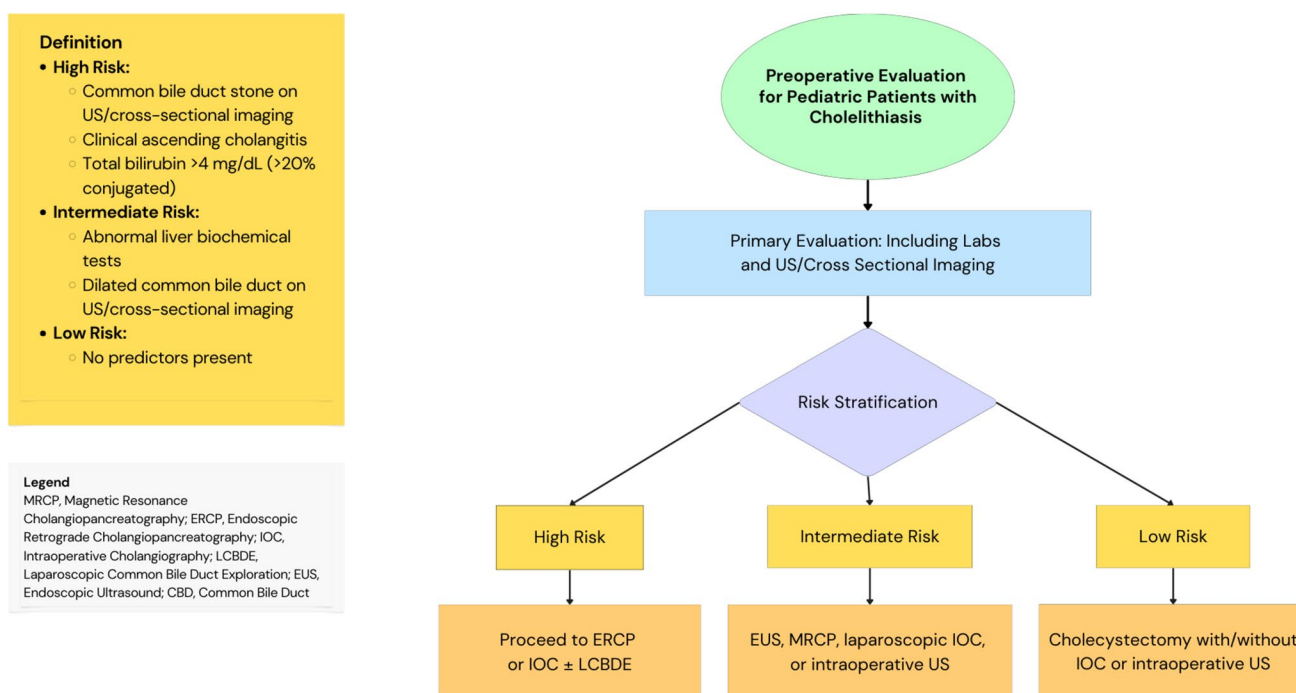 Definition
• High Risk:
○ Common bile duct stone on
US/cross-sectional imaging
○ Clinical ascending cholangitis
○ Total bilirubin >4 mg/dL (>20%
conjugated)
• Intermediate Risk:
○ Abnormal liver biochemical
tests
○ Dilated common bile duct on
US/cross-sectional imaging
• Low Risk:
○ No predictors present
Legend
MRCP, Magnetic Resonance
Cholangiopancreatography; ERCP, Endoscopic
Retrograde Cholangiopancreatography; IOC,
Intraoperative Cholangiography; LCBDE,
Laparoscopic Common Bile Duct Exploration; EUS,
Endoscopic Ultrasound; CBD, Common Bile Duct
Preoperative Evaluation
for Pediatric Patients with
Cholelithiasis
Primary Evaluation: Including Labs
and US/Cross Sectional Imaging
Risk Stratification
High Risk
Intermediate Risk
Low Risk
Proceed to ERCP
or IOC ± LCBDE
EUS, MRCP, laparoscopic IOC,
or intraoperative US
Cholecystectomy with/without
IOC or intraoperative US